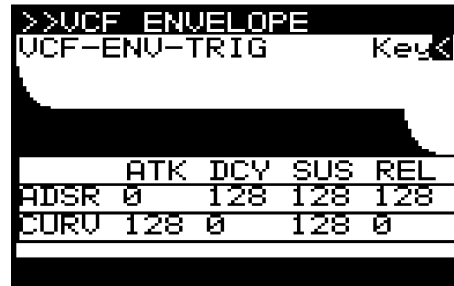 >>VCF ENVELOPE
VCF-ENV-TRIG Key<
ATK DCY SUS REL
ADSR 0 128 128 128
CURV 128 0 128 0